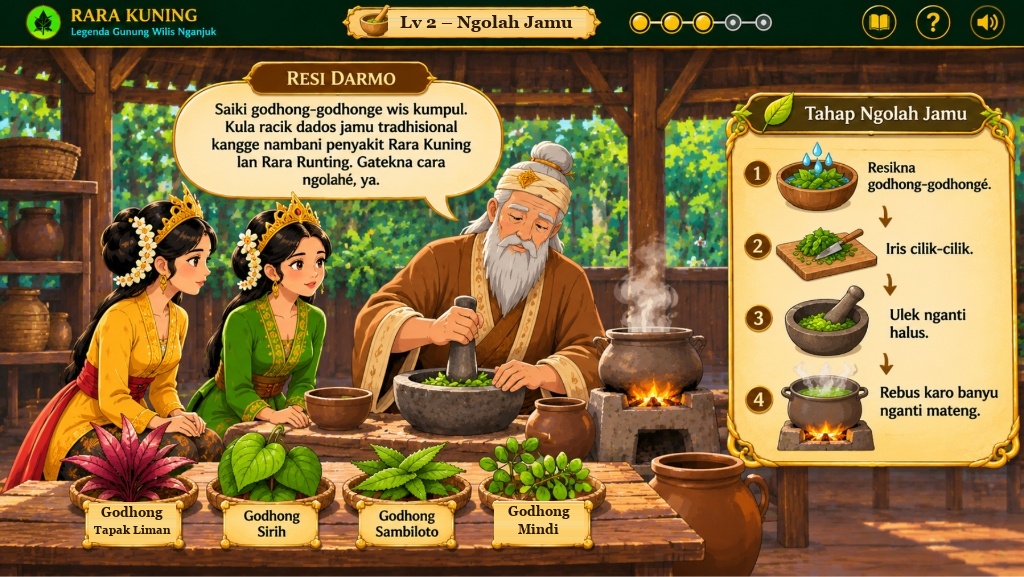 RARA KUNING
Legenda Gunung Wilis Nganjuk
Lv 2 – Ngolah Jamu
?
RESI DARMO
Saiki godhong-godhonge wis kumpul.
Kula racik dados jamu tradhisional
kangge nambani penyakit Rara Kuning
lan Rara Runting. Gatekna cara
ngolahé, ya.
Tahap Ngolah Jamu
1
Resikna
godhong-godhongé.
2
Iris cilik-cilik.
3
Ulek nganti
halus.
4
Rebus karo banyu
nganti mateng.
Godhong
Tapak Liman
Godhong
Sirih
Godhong
Sambiloto
Godhong
Mindi